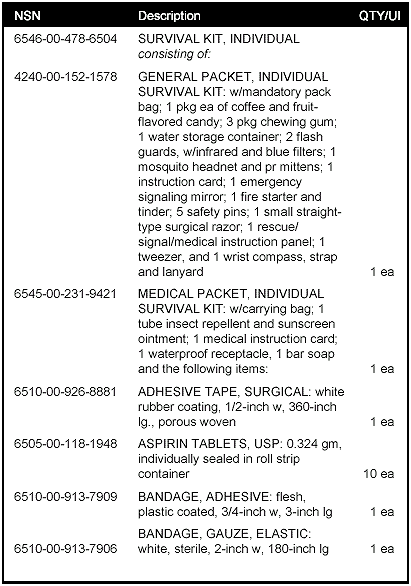 NSN Description QTY/UI
6546-00-478-6504 SURVIVAL KIT, INDIVIDUAL
consisting of:
4240-00-152-1578 GENERAL PACKET, INDIVIDUAL
SURVIVAL KIT: w/mandatory pack
bag; 1 pkg ea of coffee and fruit-
flavored candy; 3 pkg chewing gum;
1 water storage container; 2 flash
guards, w/infrared and blue filters; 1
mosquito headnet and pr mittens; 1
instruction card; 1 emergency
signaling mirror; 1 fire starter and
tinder; 5 safety pins; 1 small straight-
type surgical razor; 1 rescue/
signal/medical instruction panel; 1
tweezer, and 1 wrist compass, strap
and lanyard 1 ea
6545-00-231-9421 MEDICAL PACKET, INDIVIDUAL
SURVIVAL KIT: w/carrying bag; 1
tube insect repellent and sunscreen
ointment; 1 medical instruction card;
1 waterproof receptacle, 1 bar soap
and the following items: 1 ea
6510-00-926-8881 ADHESIVE TAPE, SURGICAL: white
rubber coating, 1/2-inch w, 360-inch
lg., porous woven 1 ea
6505-00-118-1948 ASPIRIN TABLETS, USP: 0.324 gm,
individually sealed in roll strip
container 10 ea
6510-00-913-7909 BANDAGE, ADHESIVE: flesh,
plastic coated, 3/4-inch w, 3-inch lg 1 ea
BANDAGE, GAUZE, ELASTIC:
6510-00-913-7906 white, sterile, 2-inch w, 180-inch lg 1 ea